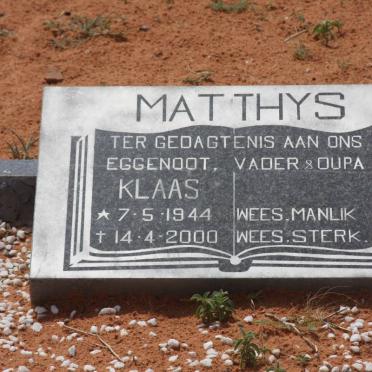 MATTHYS
TER GEDAGTENIS AAN ONS
EGGENOOT, VADER & OUPA
KLAAS
★ 7-5-1944 WEES.MANLIK
✝ 14-4-2000 WEES.STERK.